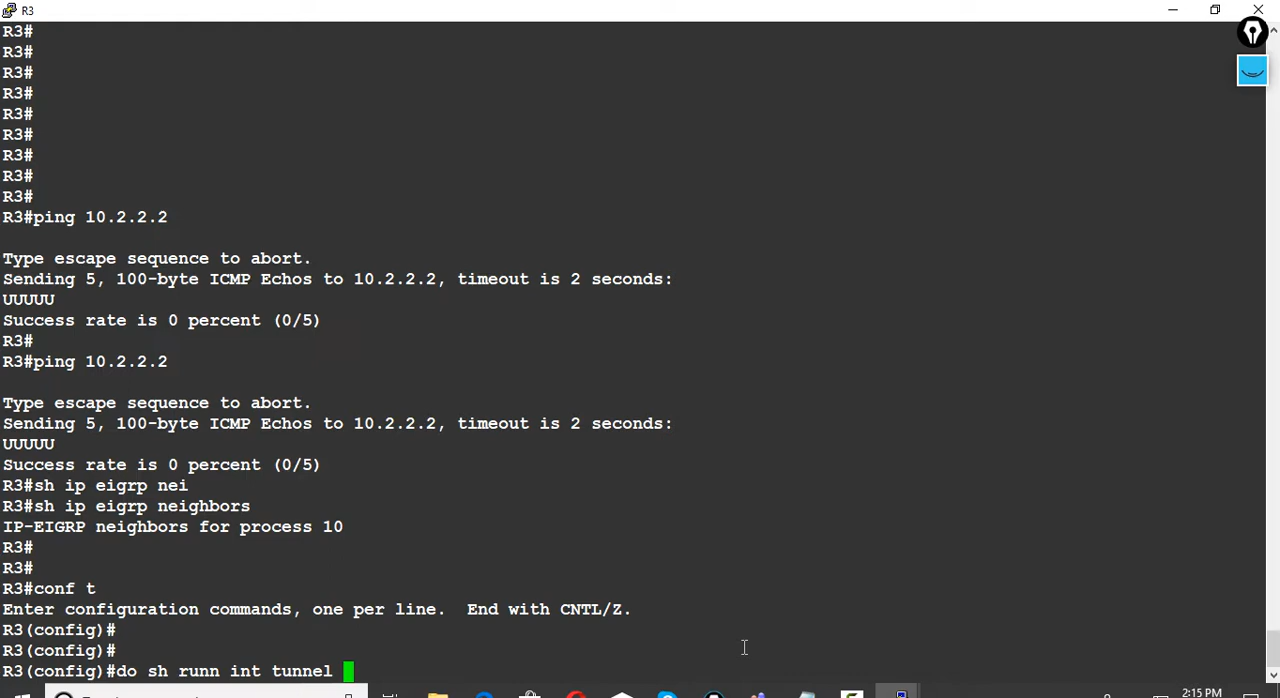 R3
R3#
R3#
R3#
R3#
R3#
R3#
R3#
R3#
R3#
R3#ping 10.2.2.2
Type escape sequence to abort.
Sending 5, 100-byte ICMP Echos to 10.2.2.2, timeout is 2 seconds:
UUUUU
Success rate is 0 percent (0/5)
R3#
R3#ping 10.2.2.2
Type escape sequence to abort.
Sending 5, 100-byte ICMP Echos to 10.2.2.2, timeout is 2 seconds:
UUUUU
Success rate is 0 percent (0/5)
R3#sh ip eigrp nei
R3#sh ip eigrp neighbors
IP-EIGRP neighbors for process 10
R3#
R3#
R3#conf t
Enter configuration commands, one per line.  End with CNTL/Z.
R3(config)#
R3(config)#
R3(config)#do sh runn int tunnel
2:15 PM